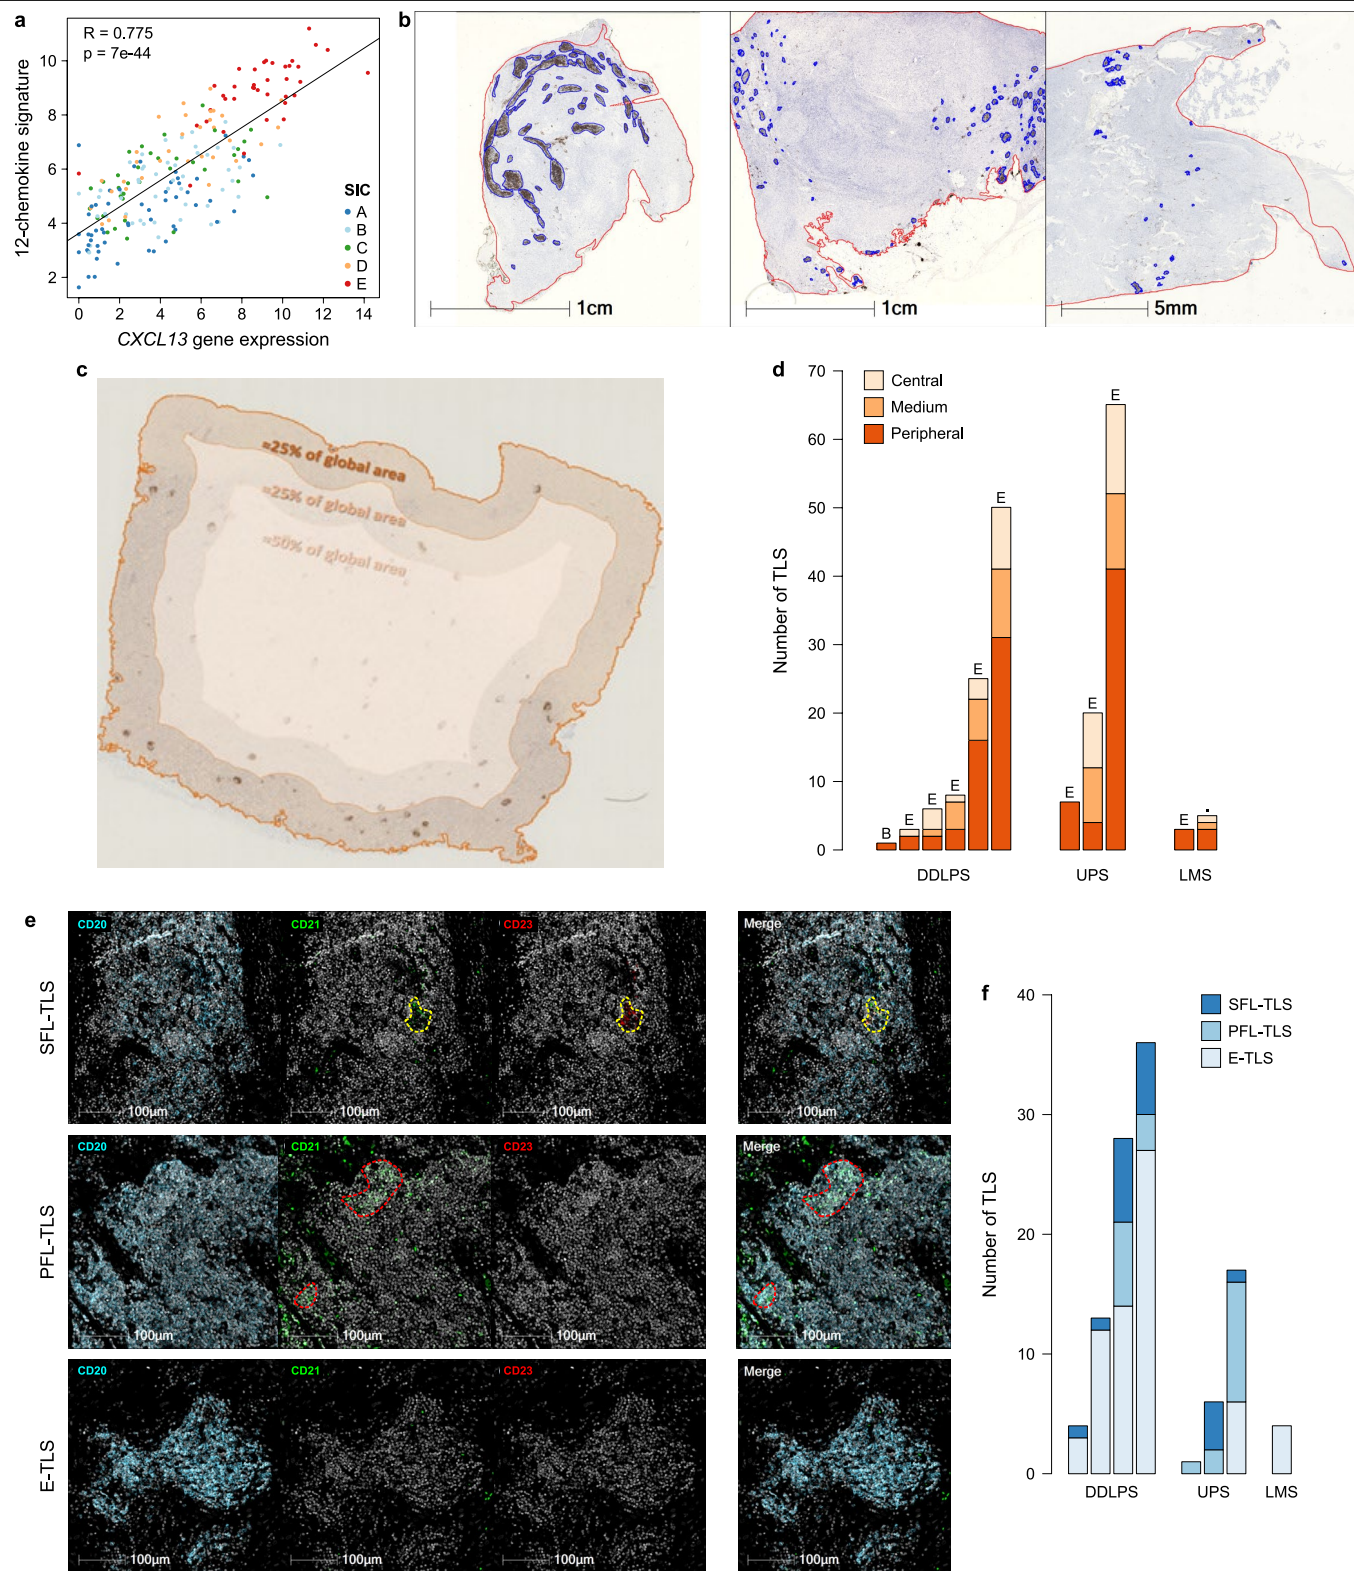 a
R = 0.775
p = 7e-44
12-chemokine signature
10
8
6
4
2
0 2 4 6 8 10 12 14
CXCL13 gene expression
SIC
A
B
C
D
E
b
1cm
1cm
5mm
c
≈25% of global area
≈25% of global area
≈50% of global area
d
Number of TLS
70
60
50
40
30
20
10
0
Central
Medium
Peripheral
B E E E E E
E E E
E
DDLPS UPS LMS
e
SFL-TLS
CD20 CD21 CD23 Merge
100µm 100µm 100µm 100µm
PFL-TLS
CD20 CD21 CD23 Merge
100µm 100µm 100µm 100µm
E-TLS
CD20 CD21 CD23 Merge
100µm 100µm 100µm 100µm
f
Number of TLS
40
30
20
10
0
SFL-TLS
PFL-TLS
E-TLS
DDLPS UPS LMS